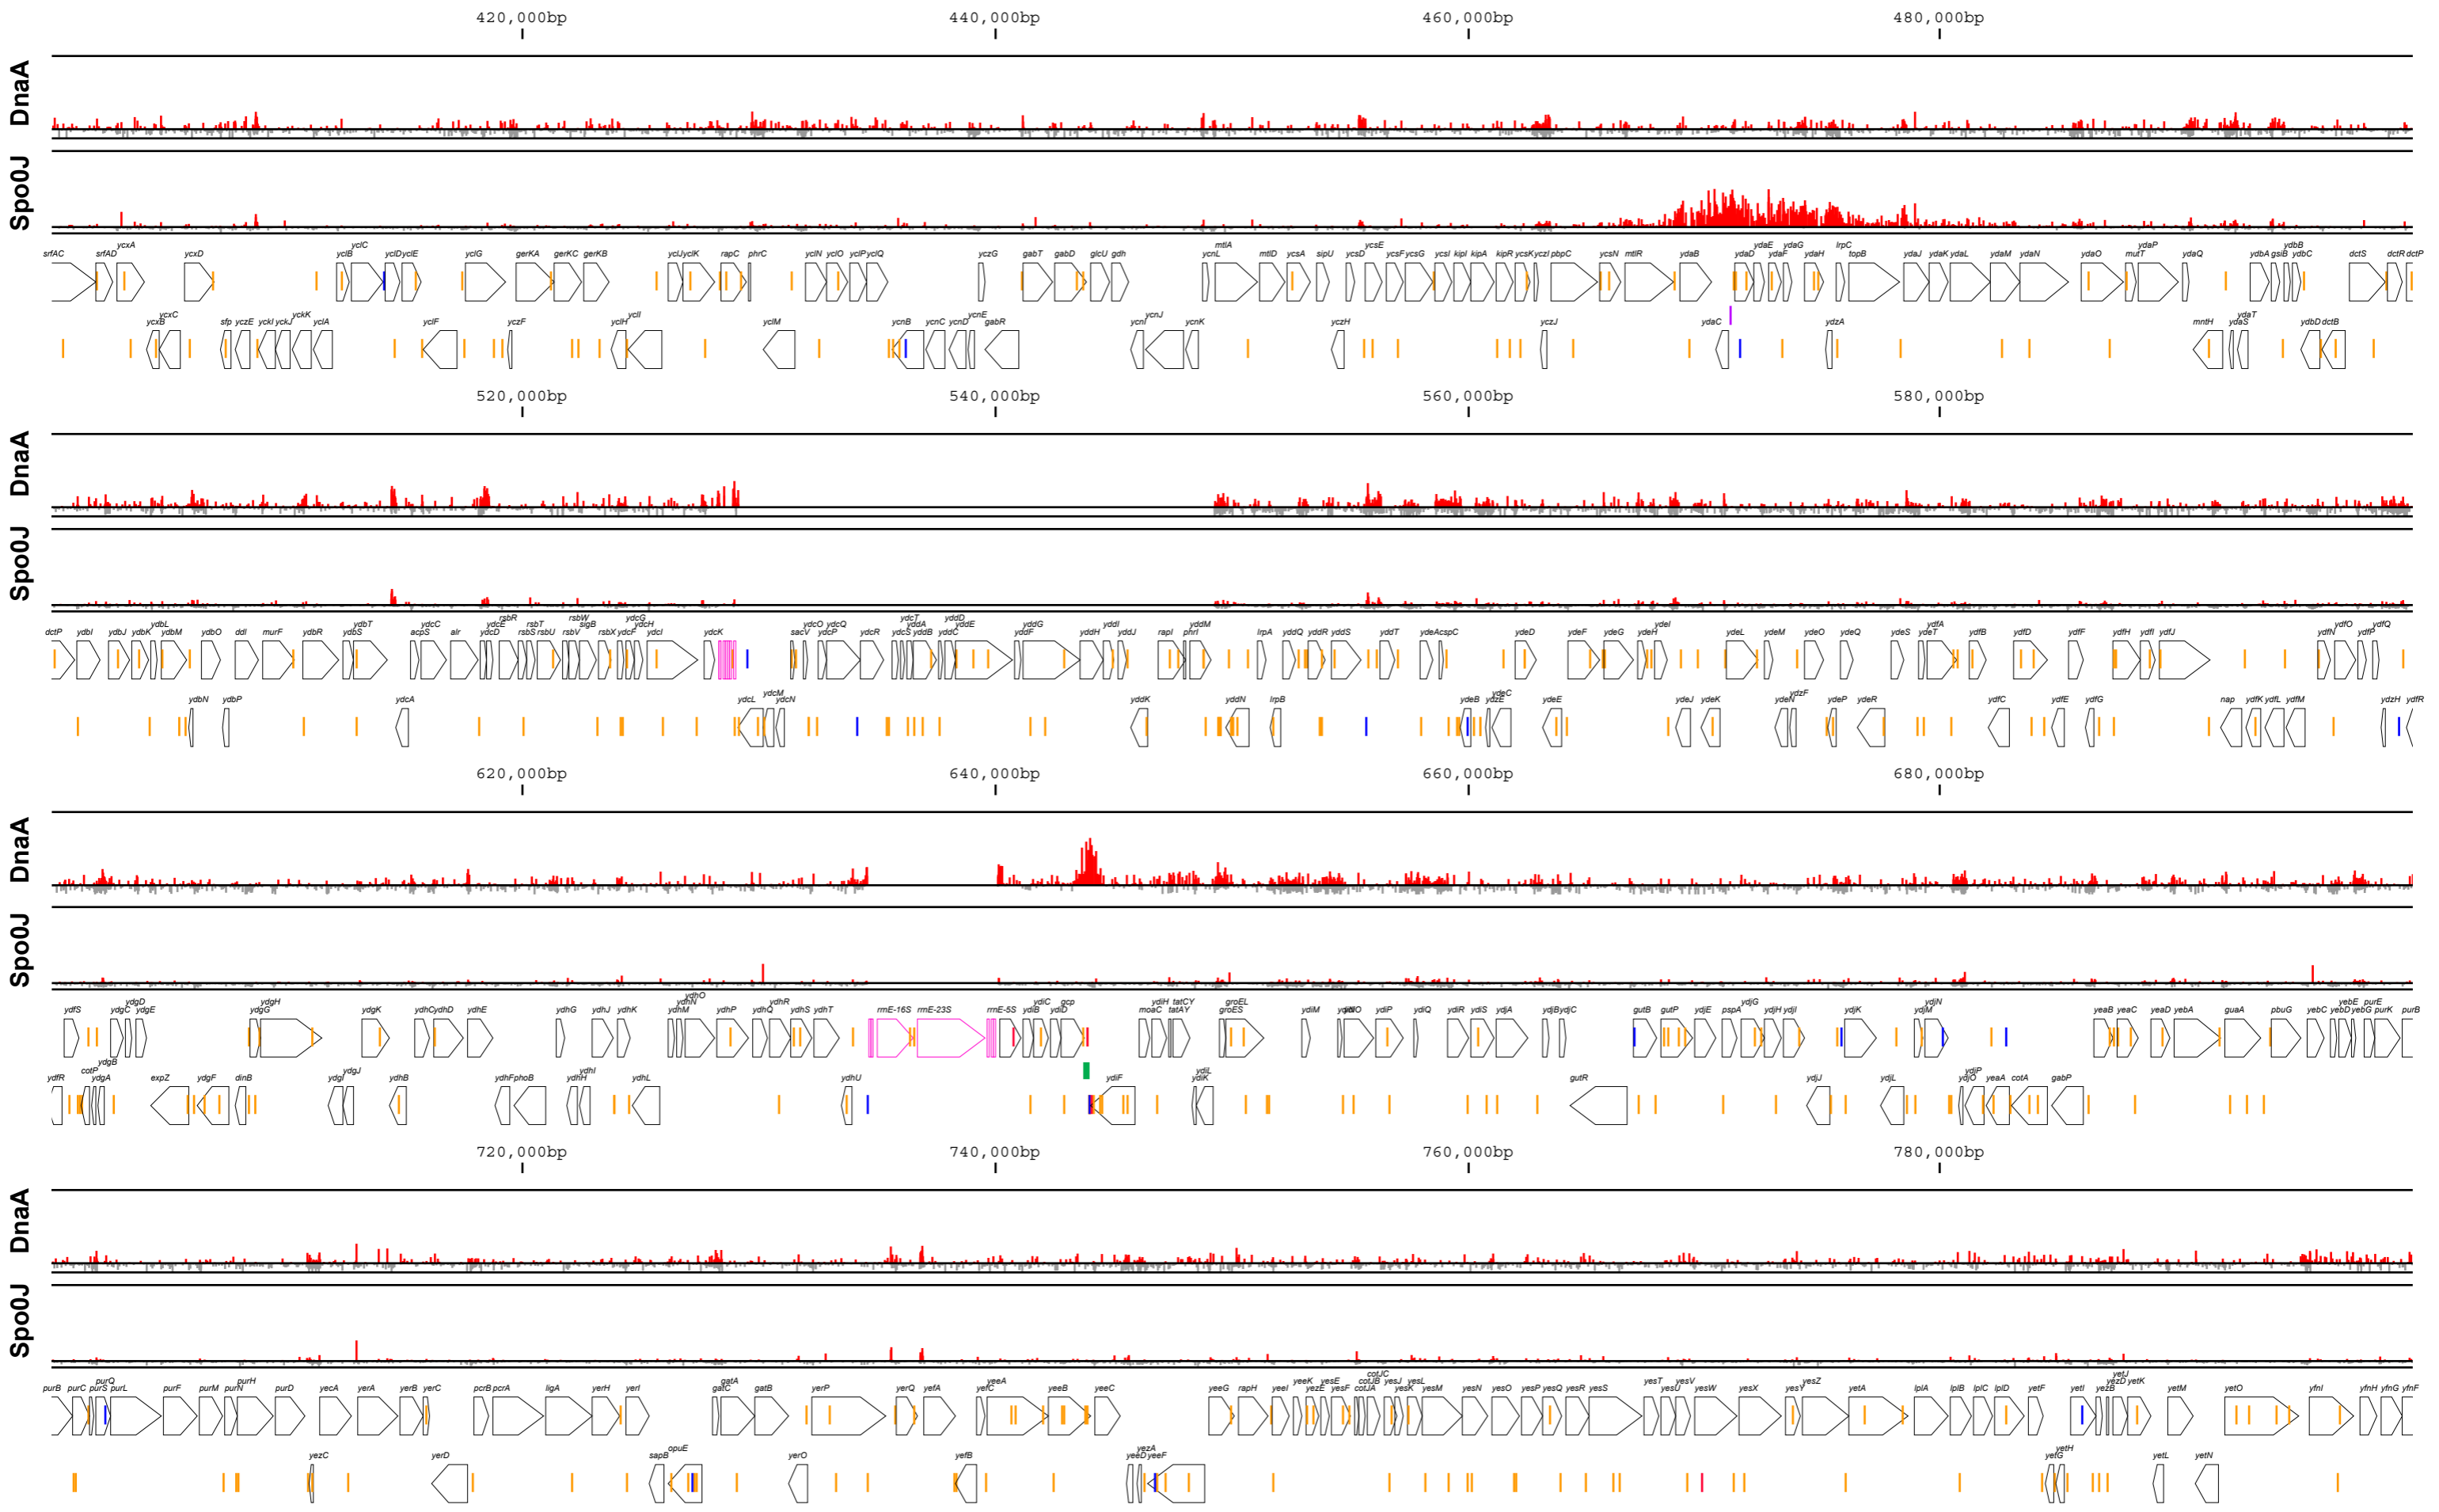 420,000bp 440,000bp 460,000bp 480,000bp
DnaA
Spo0J
ycxA yclC mtlA ycsE ydaE ydaG lrpC ydaP ydbB
srfAC srfAD ycxD yclB yclD yclE yclG gerKA gerKC gerKB yclJ yclK rapC phrC yclN yclO yclP yclQ yczG gabT gabD glcU gdh ycnL mtlD ycsA sipU ycsD ycsF ycsG ycsI kipI kipA kipR ycsK yczI pbpC ycsN mtlR ydaB ydaD ydaF ydaH topB ydaJ ydaK ydaL ydaM ydaN ydaO mutT ydaQ ydbA gsiB ydbC dctS dctR dctP
ycxC yckK yclI ycnE ycnJ ydaT
ycxB sfp yczE yckI yckJ yclA yclF yczF yclH yclM ycnB ycnC ycnD gabR ycnI ycnK yczH yczJ ydaC ydzA mntH ydaS ydbD dctB
520,000bp 540,000bp 560,000bp 580,000bp
DnaA
Spo0J
ydbL ydbT ydcC ydcE rsbR rsbT rsbW sigB ydcG ydcH ydcQ ydcT yddA yddD yddE yddG yddI yddM ydeI ydfA ydfO ydfQ
dctP ydbI ydbJ ydbK ydbM ydbO ddl murF ydbR ydbS acpS alr ydcD rsbS rsbU rsbV rsbX ydcF ydcI ydcK sacV ydcO ydcP ydcR ydcS yddB yddC yddF yddH yddJ rapI phrI lrpA yddQ yddR yddS yddT ydeA cspC ydeD ydeF ydeG ydeH ydeL ydeM ydeO ydeQ ydeS ydeT ydfB ydfD ydfF ydfH ydfI ydfJ ydfN ydfP
ydcM ydeC ydzF
ydbN ydbP ydcA ydcL ydcN yddK yddN lrpB ydeB ydzE ydeE ydeJ ydeK ydeN ydeP ydeR ydfC ydfE ydfG nap ydfK ydfL ydfM ydzH ydfR
620,000bp 640,000bp 660,000bp 680,000bp
DnaA
Spo0J
ydgD ydgH ydhN ydhO ydhR ydiC gcp ydiH tatCY groEL ydjG ydjN yebE purE
ydfS ydgC ydgE ydgG ydgK ydhC ydhD ydhE ydhG ydhJ ydhK ydhM ydhP ydhQ ydhS ydhT rrnE-16S rrnE-23S rrnE-5S ydiB ydiD moaC tatAY groES ydiM ydiO ydiP ydiQ ydiR ydiS ydjA ydjB ydjC gutB gutP ydjE pspA ydjH ydjI ydjK ydjM yeaB yeaC yeaD yebA guaA pbuG yebC yebD yebG purK purB
cotP ydgB ydgJ ydhI ydiL ydjP
ydfR ydgA expZ ydgF dinB ydgI ydhB ydhF phoB ydhH ydhL ydhU ydiF ydiK gutR ydjJ ydjL ydjO yeaA cotA gabP
720,000bp 740,000bp 760,000bp 780,000bp
DnaA
Spo0J
purQ purH gatA yeeA yeeK yesE cotJC cotJB yesJ yesL yesV yesZ yezD yetJ
purB purC purS purL purF purM purN purD yecA yerA yerB yerC pcrB pcrA ligA yerH yerI gatC gatB yerP yerQ yefA yefC yeeB yeeC yeeG rapH yeeI yezE yesF cotJA yesK yesM yesN yesO yesP yesQ yesR yesS yesT yesU yesW yesX yesY yetA lplA lplB lplC lplD yetF yetI yezB yetK yetM yetO yfnI yfnH yfnG yfnF
opuE yezA yetH
yezC yerD sapB yerO yefB yeeD yeeF yetG yetL yetN